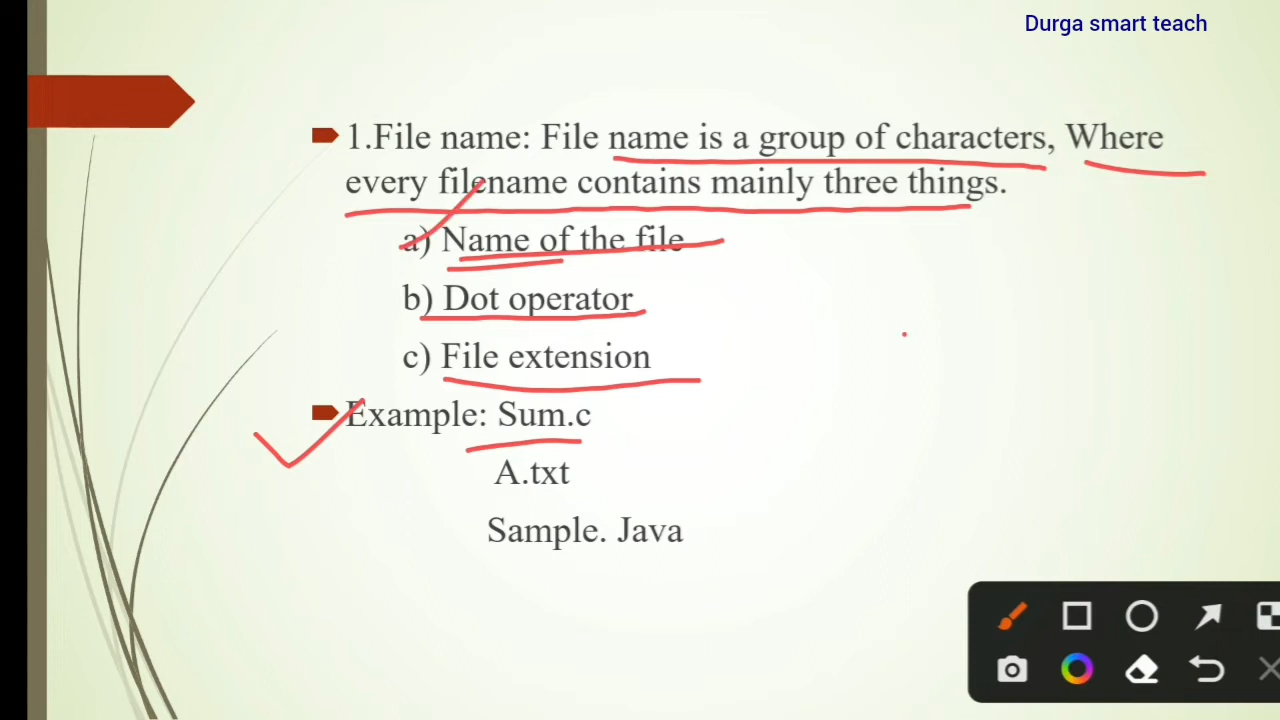 Durga smart teach
1.File name: File name is a group of characters, Where
every filename contains mainly three things.
a) Name of the file
b) Dot operator
c) File extension
Example: Sum.c
A.txt
Sample. Java